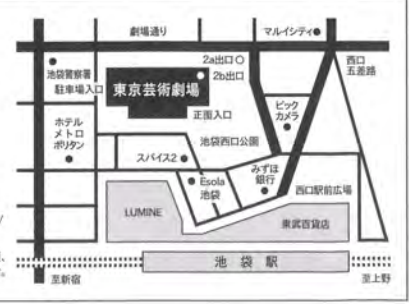 劇場通り
マルイシティ
2a出口
西口
五差路
池袋警察署
2b出口
駐車場入口
東京芸術劇場
正面入口
ビック
カメラ
ホテル
メトロ
ポリタン
池袋西口公園
スパイス2
みずほ
銀行
Esola
池袋
西口駅前広場
LUMINE
東武百貨店
池袋駅
至新宿
至上野